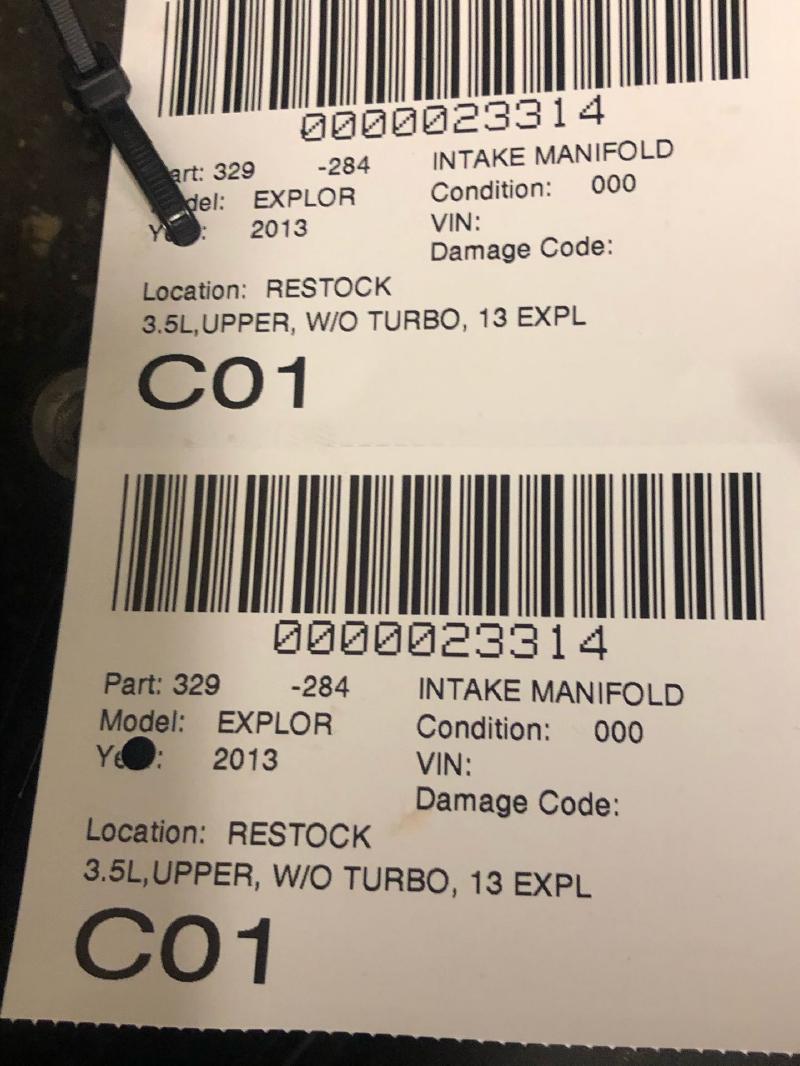 0000023314
art: 329 -284 INTAKE MANIFOLD
del: EXPLOR Condition: 000
Ye : 2013 VIN:
Damage Code:
Location: RESTOCK
3.5L,UPPER, W/O TURBO, 13 EXPL
C01
0000023314
Part: 329 -284 INTAKE MANIFOLD
Model: EXPLOR Condition: 000
Ye : 2013 VIN:
Damage Code:
Location: RESTOCK
3.5L,UPPER, W/O TURBO, 13 EXPL
C01